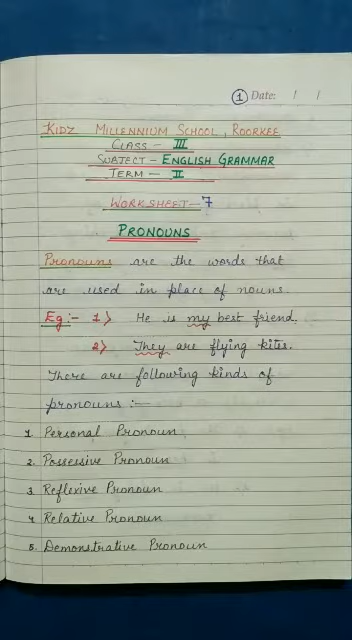 ① Date: / /
KIDZ MILLENNIUM SCHOOL, ROORKEE
CLASS - III
SUBJECT - ENGLISH GRAMMAR
TERM - II
WORKSHEET - 7
PRONOUNS
Pronouns are the words that
are used in place of nouns.
Eg:- 1) He is my best friend.
2) They are flying kites.
There are following kinds of
pronouns :-
1. Personal Pronoun
2. Possessive Pronoun
3 Reflexive Pronoun
4 Relative Pronoun
5. Demonstrative Pronoun